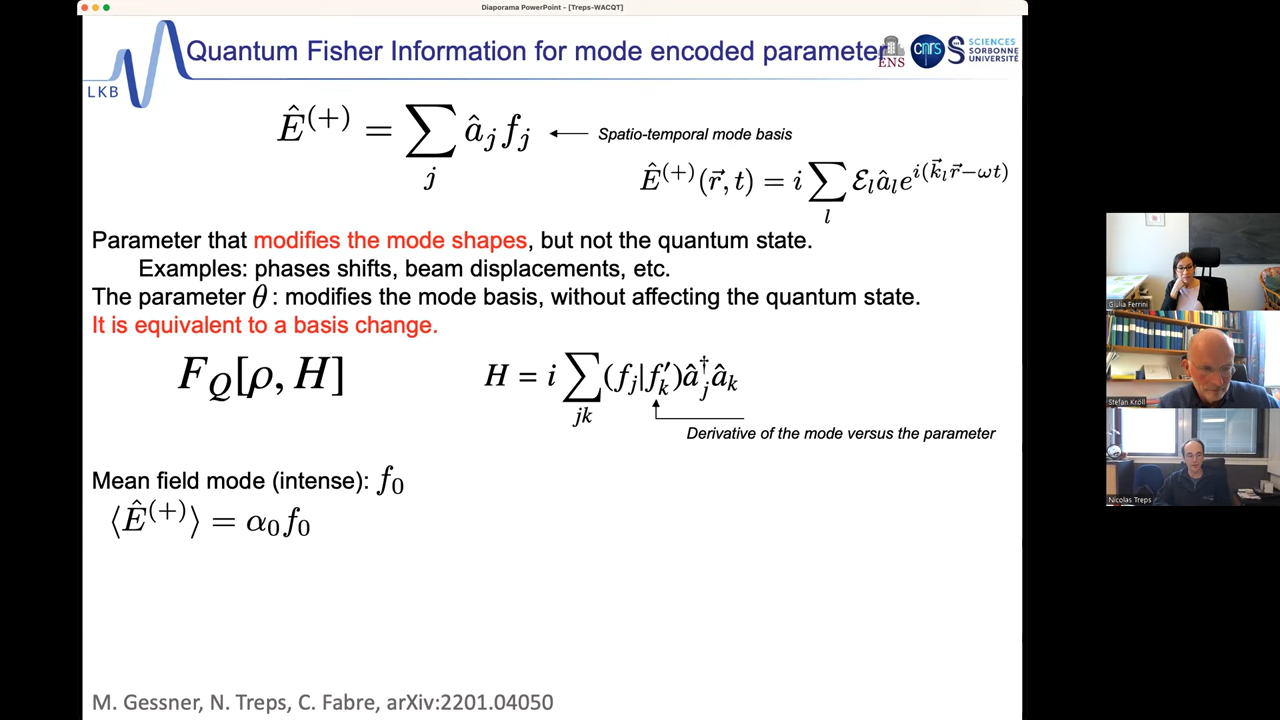 Diaporama PowerPoint - [Treps-WACQT]
Quantum Fisher Information for mode encoded parameter
LKB
ENS
cnrs
SCIENCES
SORBONNE
UNIVERSITÉ
Ê^{(+)} = ∑_j â_j f_j
Spatio-temporal mode basis
Ê^{(+)}(r⃗, t) = i ∑_l ℰ_l â_l e^{i(k⃗_l r⃗ − ωt)}
Parameter that modifies the mode shapes, but not the quantum state.
Examples: phases shifts, beam displacements, etc.
The parameter θ : modifies the mode basis, without affecting the quantum state.
It is equivalent to a basis change.
F_Q[ρ, H]
H = i ∑_{jk} (f_j|f′_k) â†_j â_k
Derivative of the mode versus the parameter
Mean field mode (intense): f_0
⟨Ê^{(+)}⟩ = α_0 f_0
M. Gessner, N. Treps, C. Fabre, arXiv:2201.04050
Giulia Ferrini
Stefan Kröll
Nicolas Treps